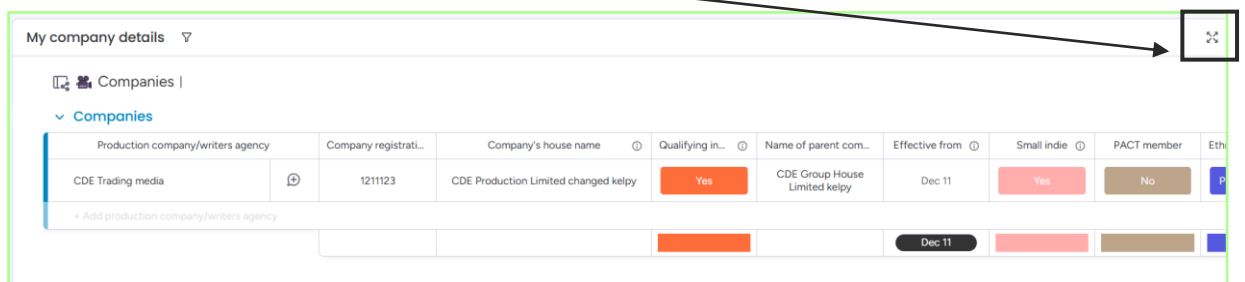 My company details
Companies |
Companies
Production company/writers agency
Company registrati...
Company's house name
Qualifying in...
Name of parent com...
Effective from
Small indie
PACT member
Eth
CDE Trading media
1211123
CDE Production Limited changed kelpy
Yes
CDE Group House
Limited kelpy
Dec 11
Yes
No
P
+ Add production company/writers agency
Dec 11